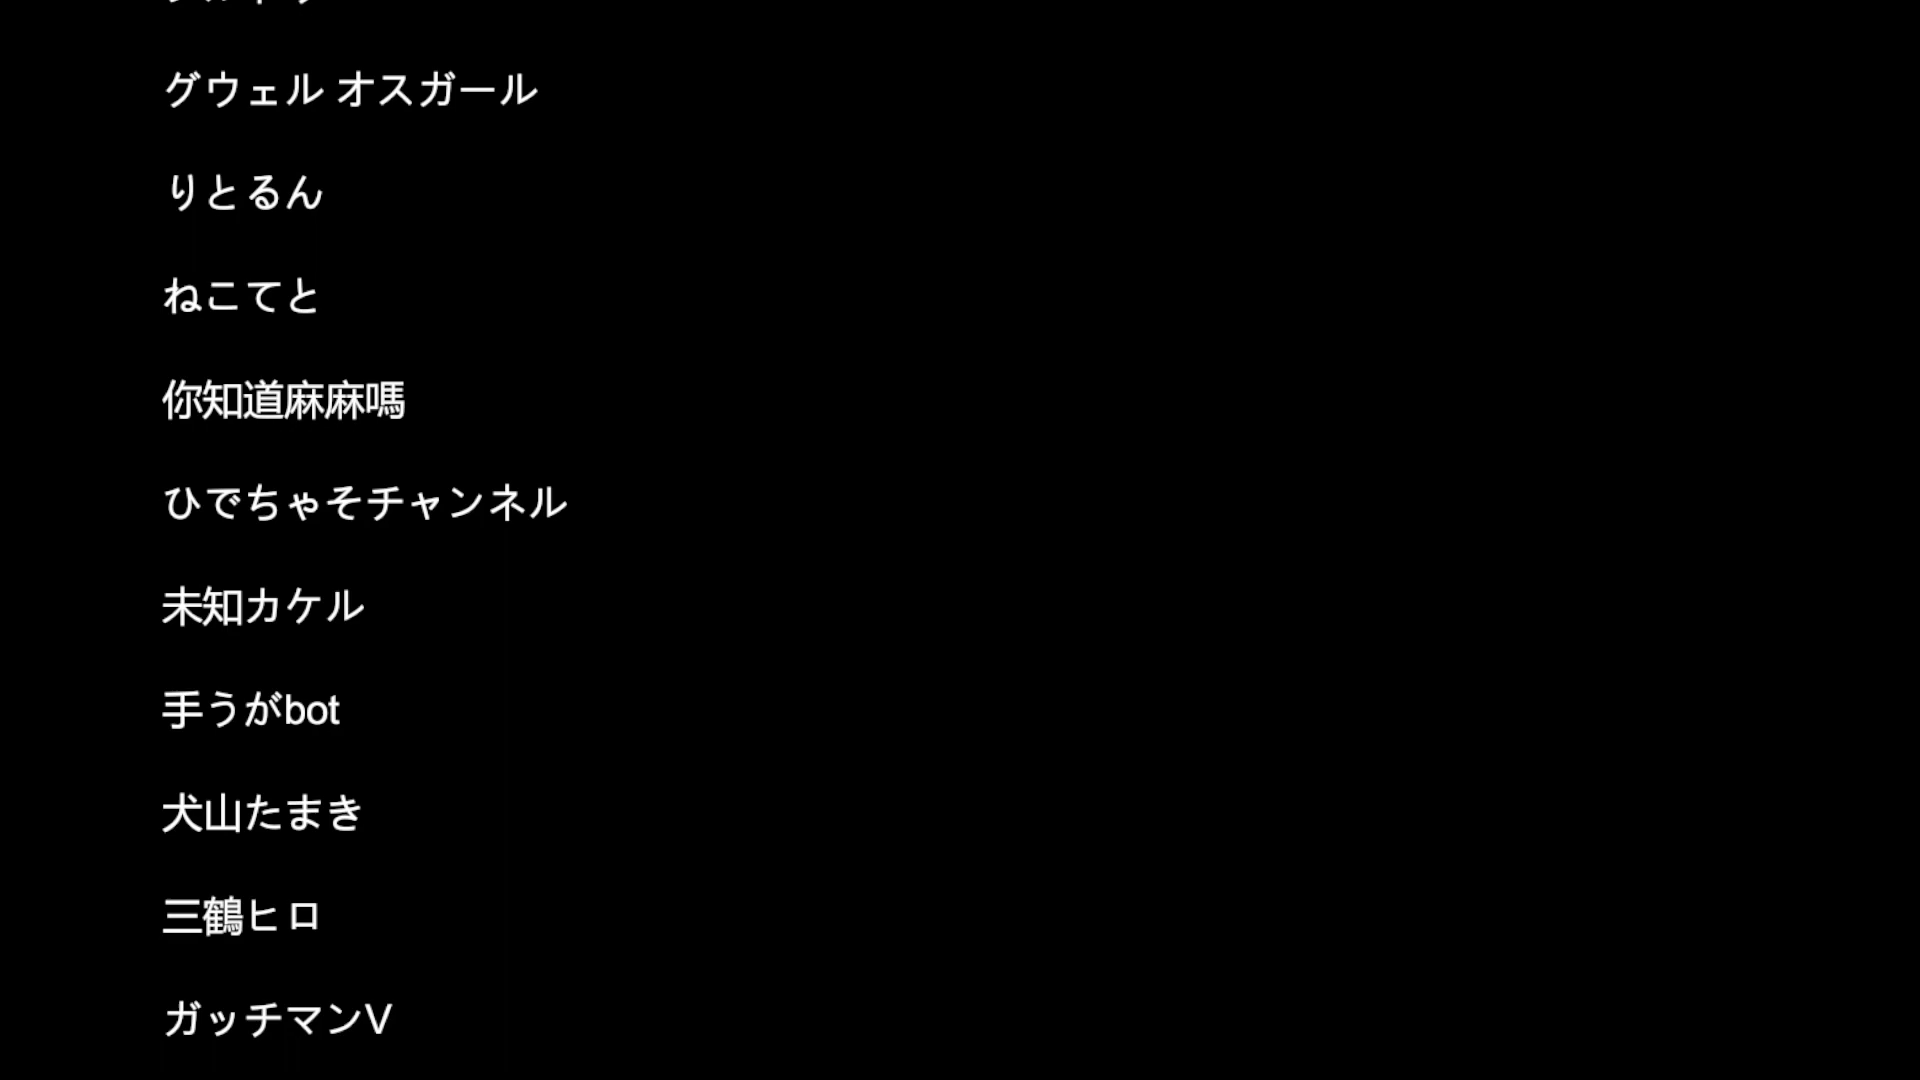 グウェル オスガール
りとるん
ねこてと
你知道麻麻嗎
ひでちゃそチャンネル
未知カケル
手うがbot
犬山たまき
三鶴ヒロ
ガッチマンV